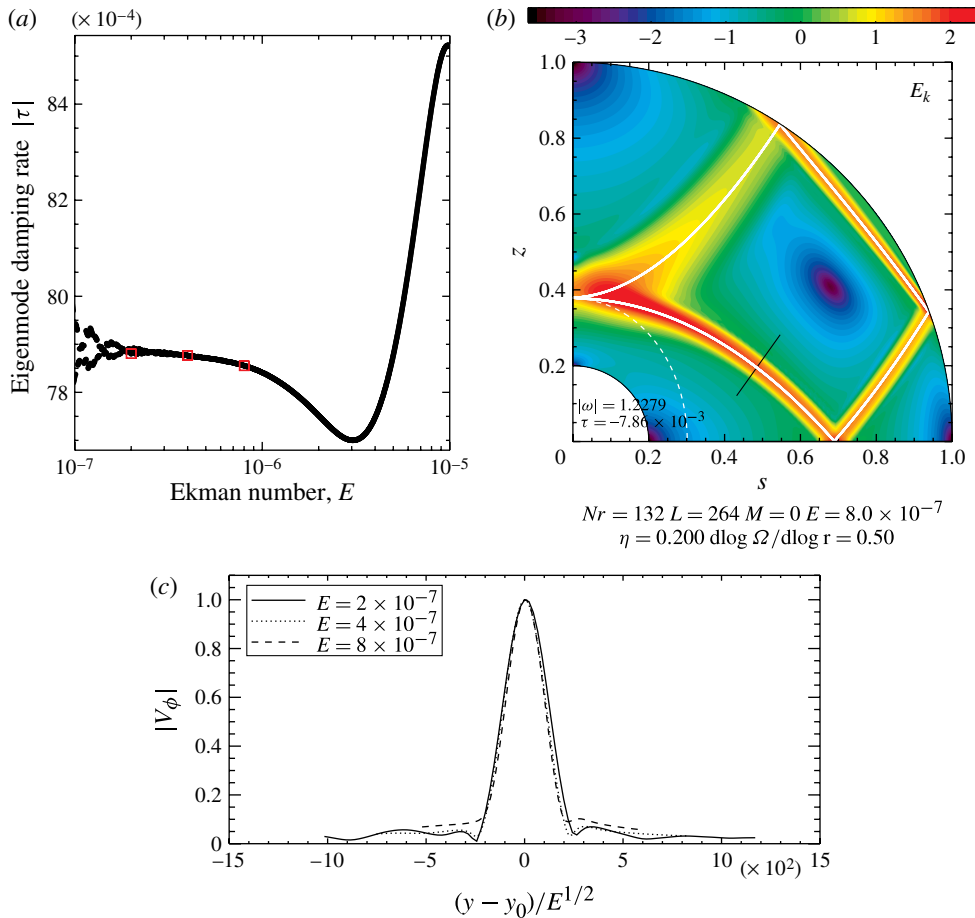 (a)
(× 10⁻⁴)
Eigenmode damping rate |τ|
84
82
80
78
10⁻⁷
10⁻⁶
10⁻⁵
Ekman number, E
(b)
−3
−2
−1
0
1
2
E_k
z
1.0
0.8
0.6
0.4
0.2
|ω| = 1.2279
τ = −7.86 × 10⁻³
0
0.2
0.4
0.6
0.8
1.0
s
Nr = 132 L = 264 M = 0 E = 8.0 × 10⁻⁷
η = 0.200 dlog Ω/dlog r = 0.50
(c)
E = 2 × 10⁻⁷
E = 4 × 10⁻⁷
E = 8 × 10⁻⁷
|V_ϕ|
1.0
0.8
0.6
0.4
0.2
0
−15
−10
−5
0
5
10
15
(× 10²)
(y − y₀)/E^{1/2}